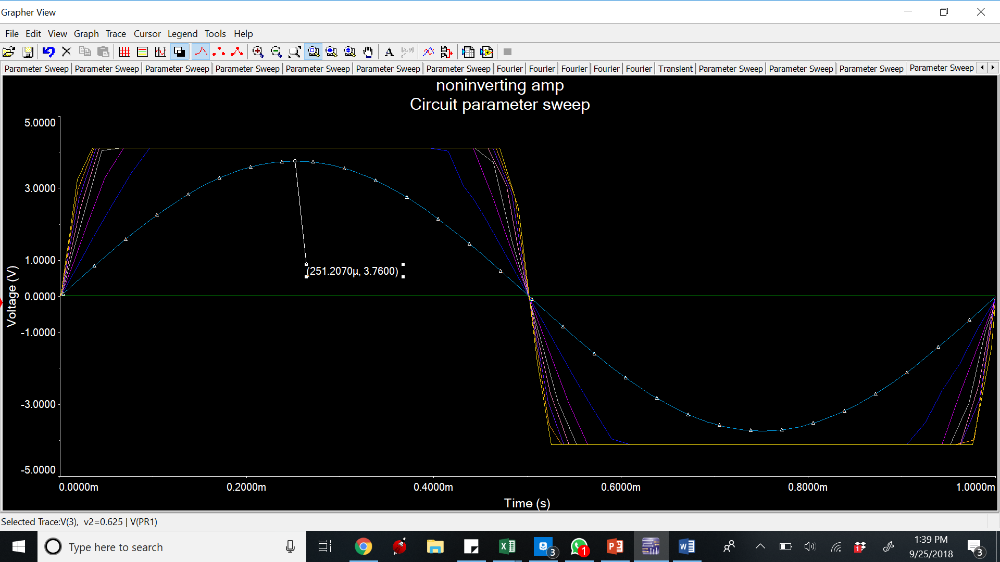 Grapher View
File Edit View Graph Trace Cursor Legend Tools Help
A
Parameter Sweep Parameter Sweep Parameter Sweep Parameter Sweep Parameter Sweep Parameter Sweep Parameter Sweep Fourier Fourier Fourier Fourier Fourier Transient Parameter Sweep Parameter Sweep Parameter Sweep Parameter Sweep
noninverting amp
Circuit parameter sweep
5.0000
3.0000
1.0000
0.0000
-1.0000
-3.0000
-5.0000
Voltage (V)
(251.2070µ, 3.7600)
0.0000m 0.2000m 0.4000m 0.6000m 0.8000m 1.0000m
Time (s)
Selected Trace:V(3), v2=0.625 | V(PR1)
Type here to search
3
1
1
1:39 PM
9/25/2018
3